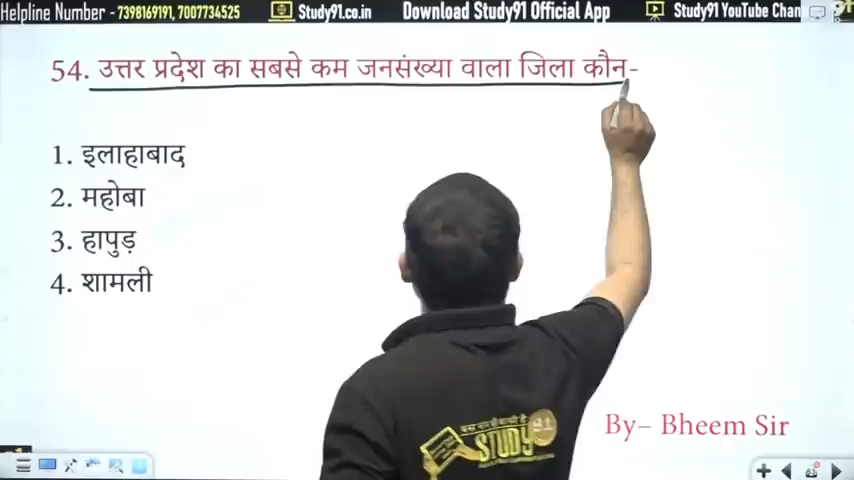 Helpline Number - 7398169191, 7007734525 Study91.co.in Download Study91 Official App Study91 YouTube Chan
54. उत्तर प्रदेश का सबसे कम जनसंख्या वाला जिला कौन-
1. इलाहाबाद
2. महोबा
3. हापुड़
4. शामली
STUDY 91
By- Bheem Sir